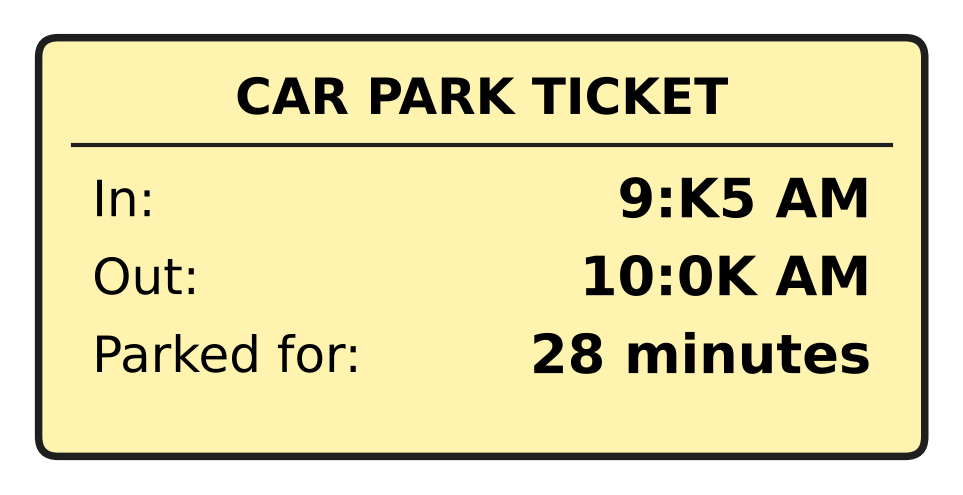 CAR PARK TICKET
In: 9:K5 AM
Out: 10:0K AM
Parked for: 28 minutes